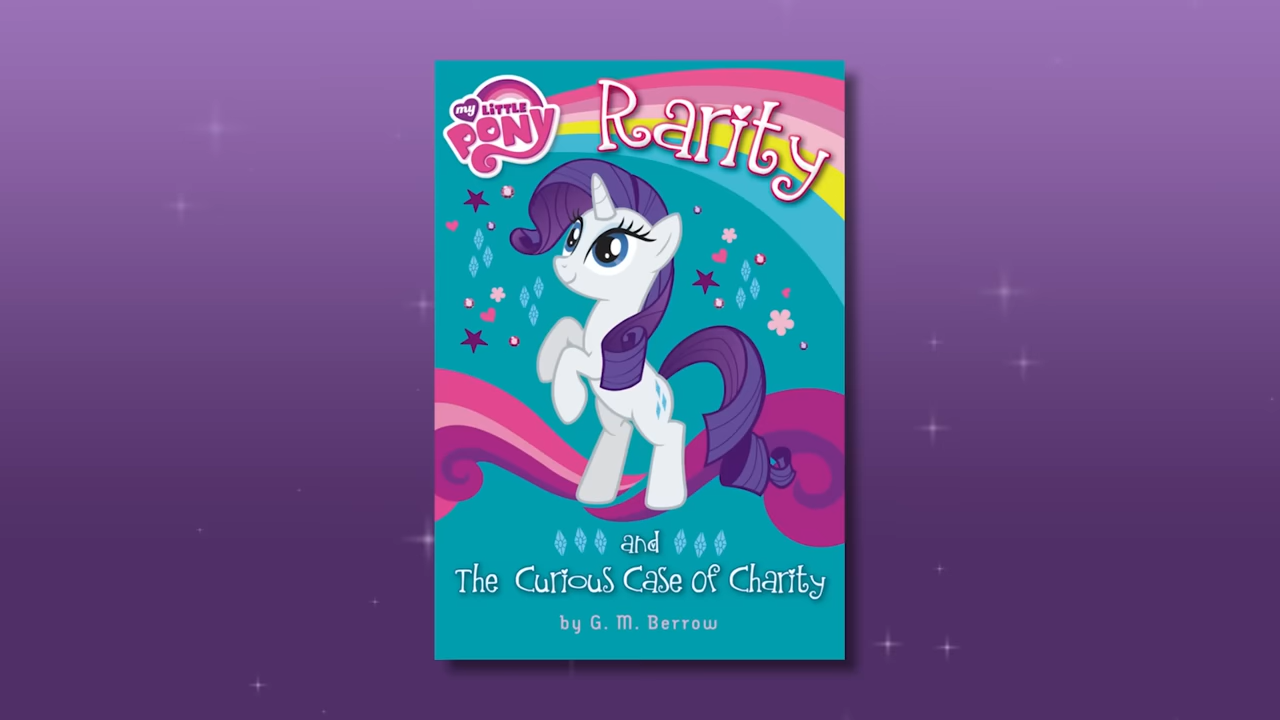 my LITTLE
PONY
Rarity
and
The Curious Case of Charity
by G. M. Berrow